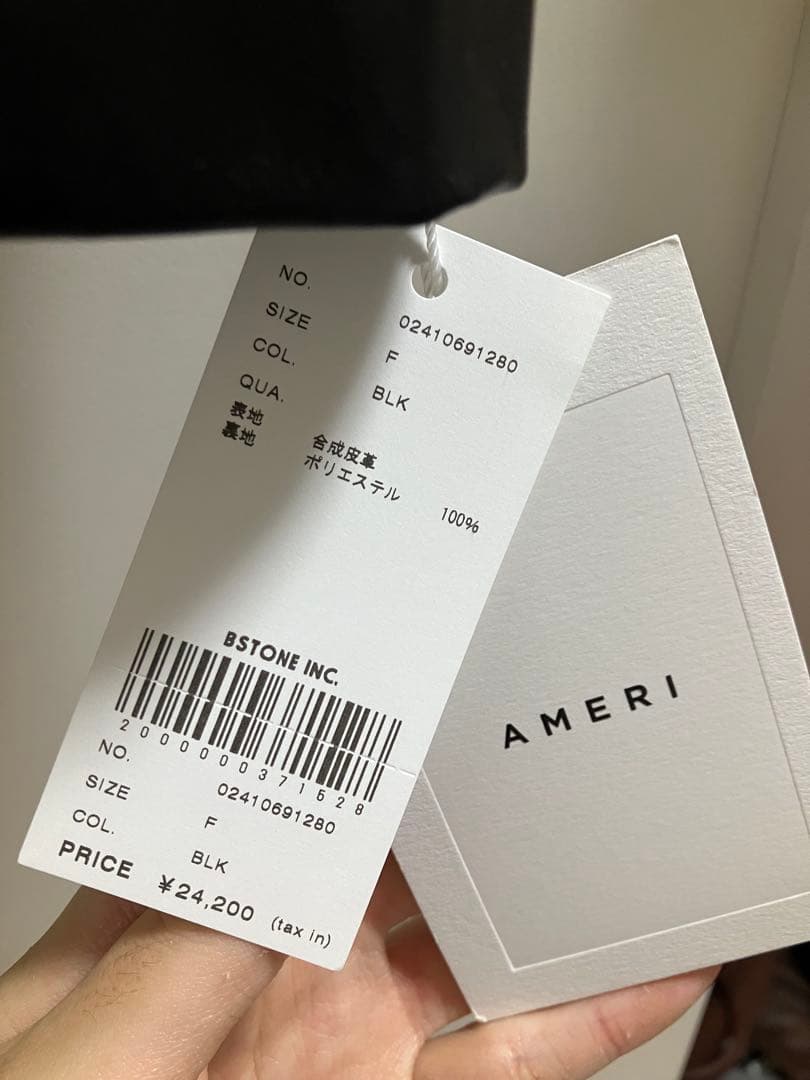 NO. 02410691280
SIZE F
COL. BLK
QUA.
表地 合成皮革
裏地 ポリエステル 100%
BSTONE INC.
2000000371528
NO. 02410691280
SIZE F
COL. BLK
PRICE ¥24,200 (tax in)
AMERI